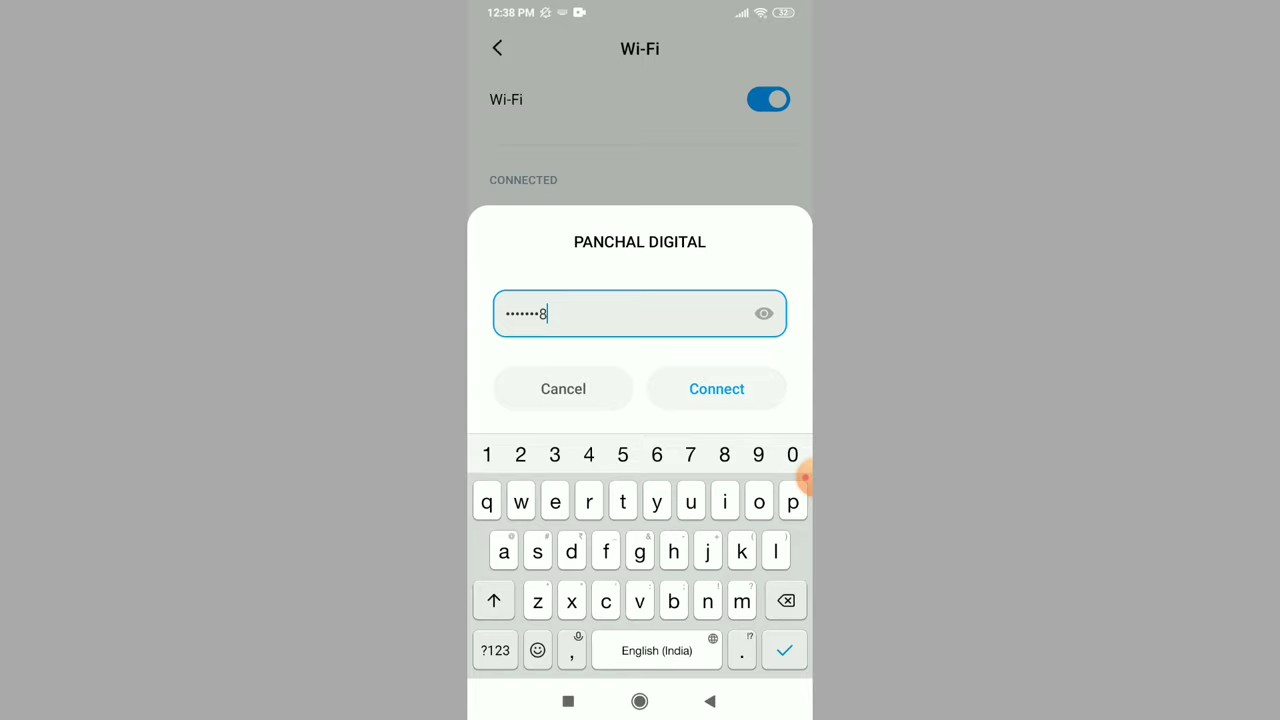 12:38 PM 32
Wi-Fi
Wi-Fi
CONNECTED
PANCHAL DIGITAL
•••••••8
Cancel Connect
1 2 3 4 5 6 7 8 9 0
q w e r t y u i o p
@ # ₹ _ & - + ( )
a s d f g h j k l
* " ' : ; ! ?
z x c v b n m
?123 , English (India) . !?